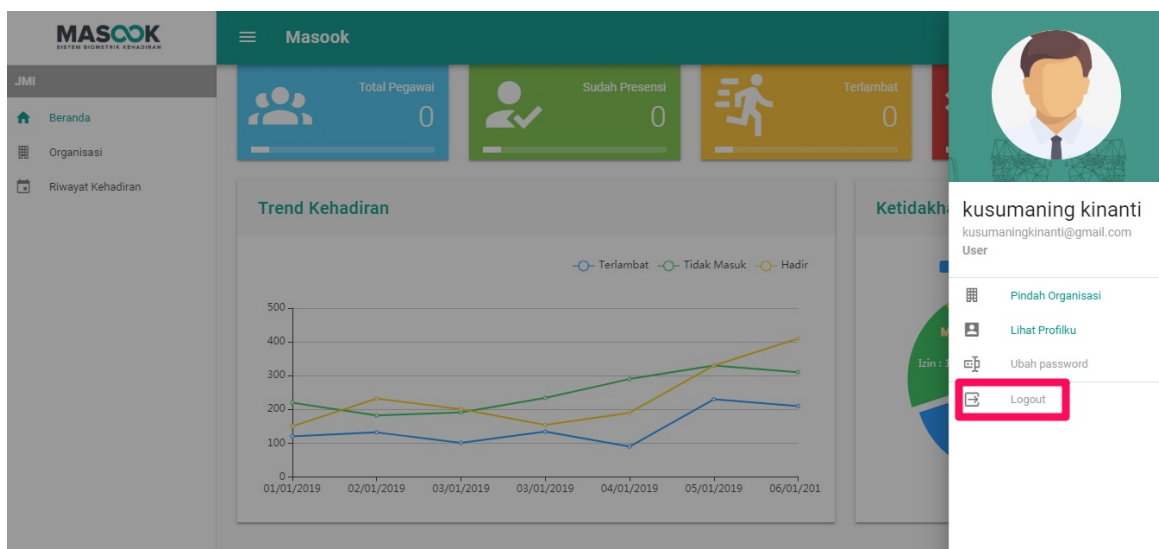 MASOOK
SISTEM BIOMETRIK KEHADIRAN
JMI
Beranda
Organisasi
Riwayat Kehadiran
Masook
Total Pegawai
0
Sudah Presensi
0
Terlambat
0
Trend Kehadiran
Terlambat Tidak Masuk Hadir
500
400
300
200
100
0
01/01/2019 02/01/2019 03/01/2019 03/01/2019 04/01/2019 05/01/2019 06/01/201
Ketidakh
M
Izin : 1
kusumaning kinanti
kusumaningkinanti@gmail.com
User
Pindah Organisasi
Lihat Profilku
Ubah password
Logout